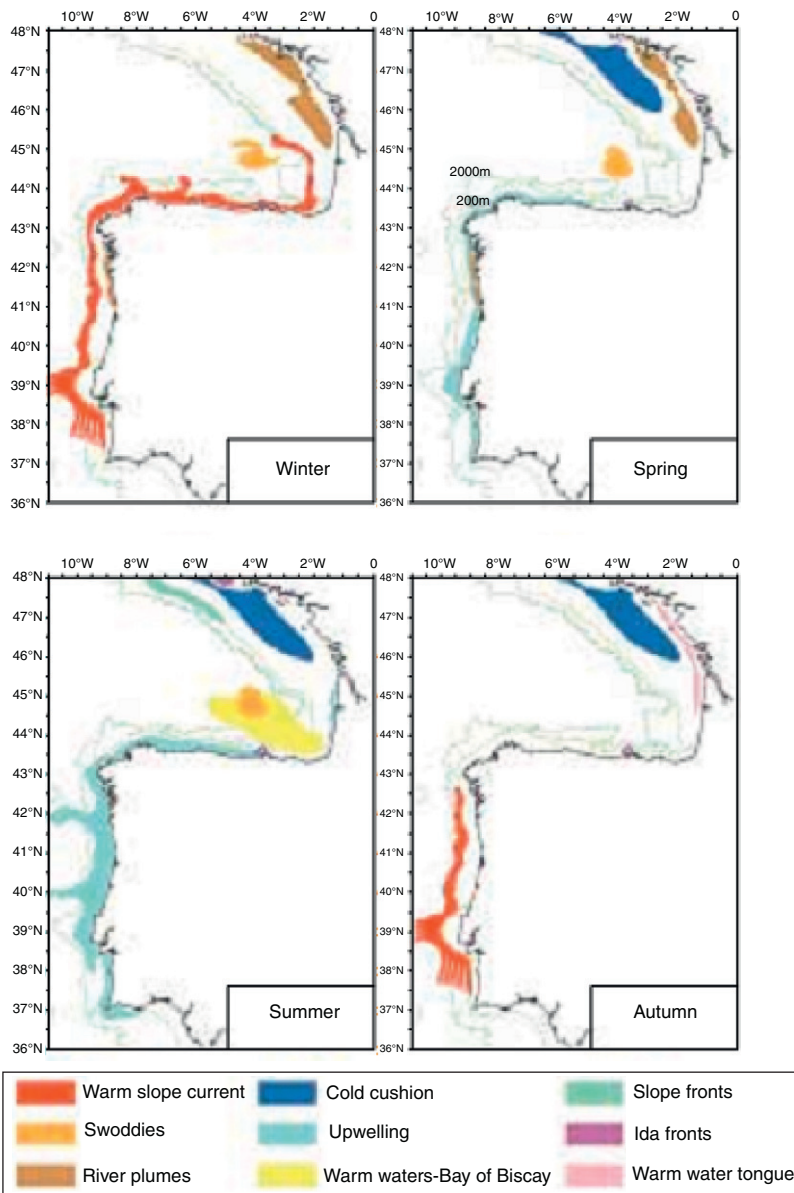 10°W 8°W 6°W 4°W 2°W 0
10°W 8°W 6°W 4°W 2°W 0
48°N
47°N
46°N
45°N
44°N
43°N
42°N
41°N
40°N
39°N
38°N
37°N
36°N
Winter
48°N
47°N
46°N
45°N
44°N
43°N
42°N
41°N
40°N
39°N
38°N
37°N
36°N
2000m
200m
Spring
10°W 8°W 6°W 4°W 2°W 0
10°W 8°W 6°W 4°W 2°W 0
48°N
47°N
46°N
45°N
44°N
43°N
42°N
41°N
40°N
39°N
38°N
37°N
36°N
Summer
48°N
47°N
46°N
45°N
44°N
43°N
42°N
41°N
40°N
39°N
38°N
37°N
36°N
Autumn
Warm slope current Cold cushion Slope fronts
Swoddies Upwelling Ida fronts
River plumes Warm waters-Bay of Biscay Warm water tongue